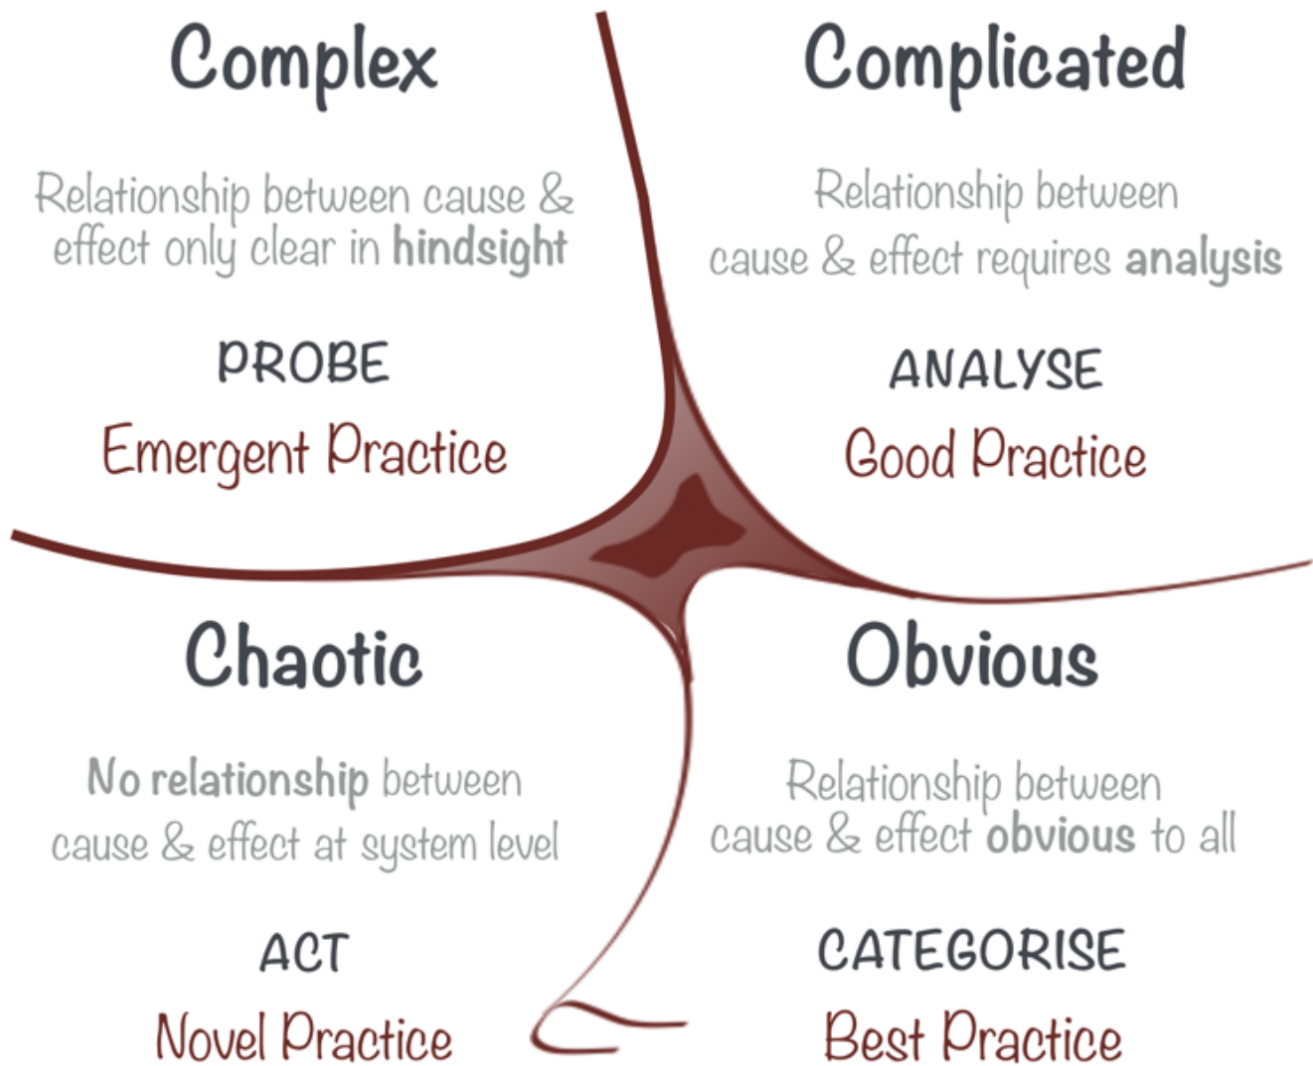 Complex
Relationship between cause &
effect only clear in hindsight
PROBE
Emergent Practice
Complicated
Relationship between
cause & effect requires analysis
ANALYSE
Good Practice
Chaotic
No relationship between
cause & effect at system level
ACT
Novel Practice
Obvious
Relationship between
cause & effect obvious to all
CATEGORISE
Best Practice